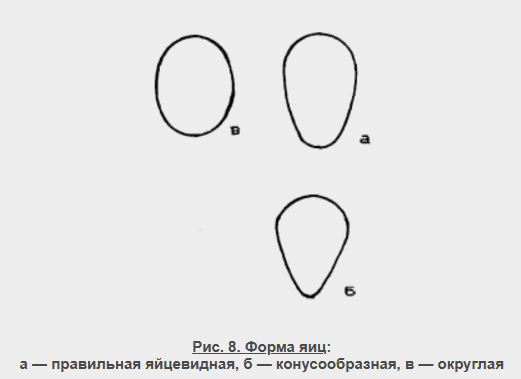 в
а
б
Рис. 8. Форма яиц:
а — правильная яйцевидная, б — конусообразная, в — округлая